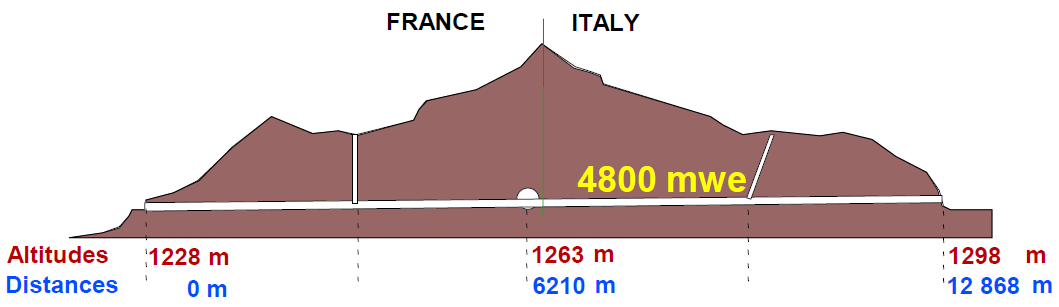 FRANCE ITALY
4800 mwe
Altitudes 1228 m 1263 m 1298 m
Distances 0 m 6210 m 12 868 m